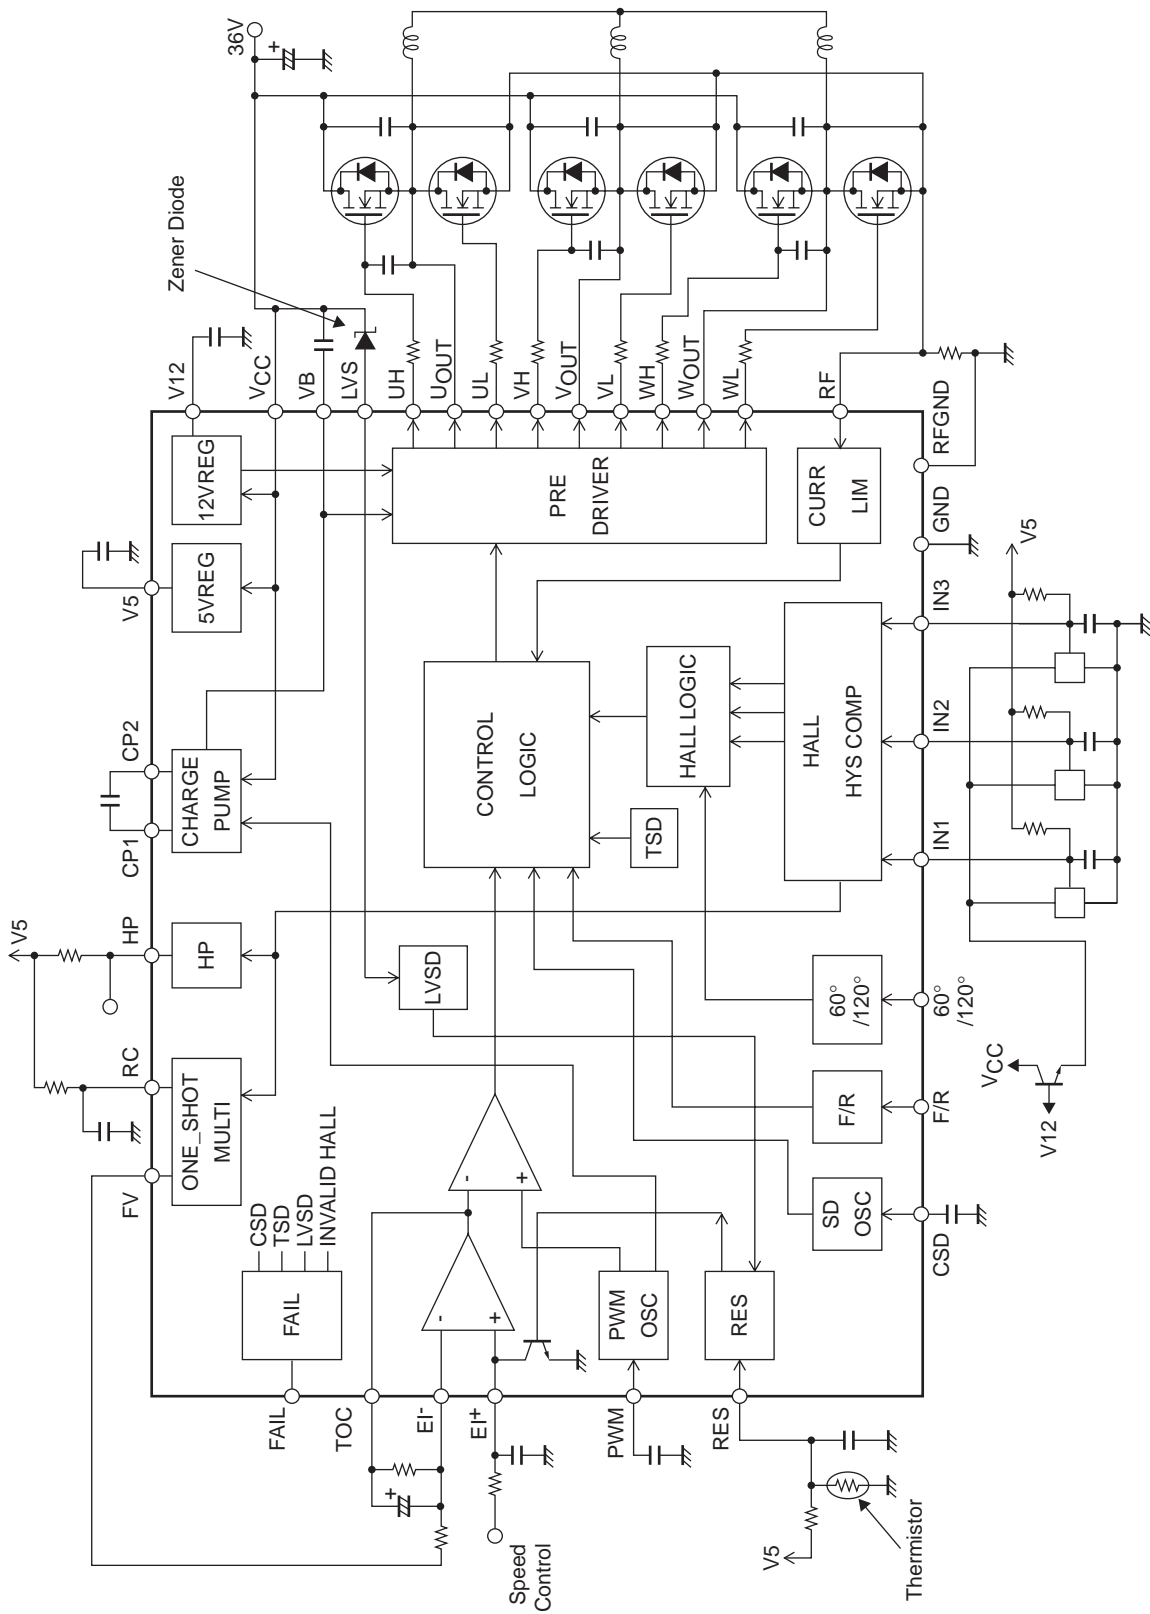 36V
+
Zener Diode
V12
VCC
VB
LVS
UH
UOUT
UL
VH
VOUT
VL
WH
WOUT
WL
RF
RFGND
GND
12VREG
PRE
DRIVER
CURR
LIM
V5
5VREG
V5
IN3
CP2
CP1
CHARGE
PUMP
CONTROL
LOGIC
HALL LOGIC
HALL
HYS COMP
IN2
TSD
IN1
V5
HP
HP
LVSD
60°
/120°
60°
/120°
RC
FV
ONE_SHOT
MULTI
F/R
F/R
VCC
V12
CSD
TSD
LVSD
INVALID HALL
FAIL
-
+
-
+
PWM
OSC
RES
SD
OSC
CSD
FAIL
TOC
EI-
EI+
PWM
RES
+
Speed
Control
V5
Thermistor